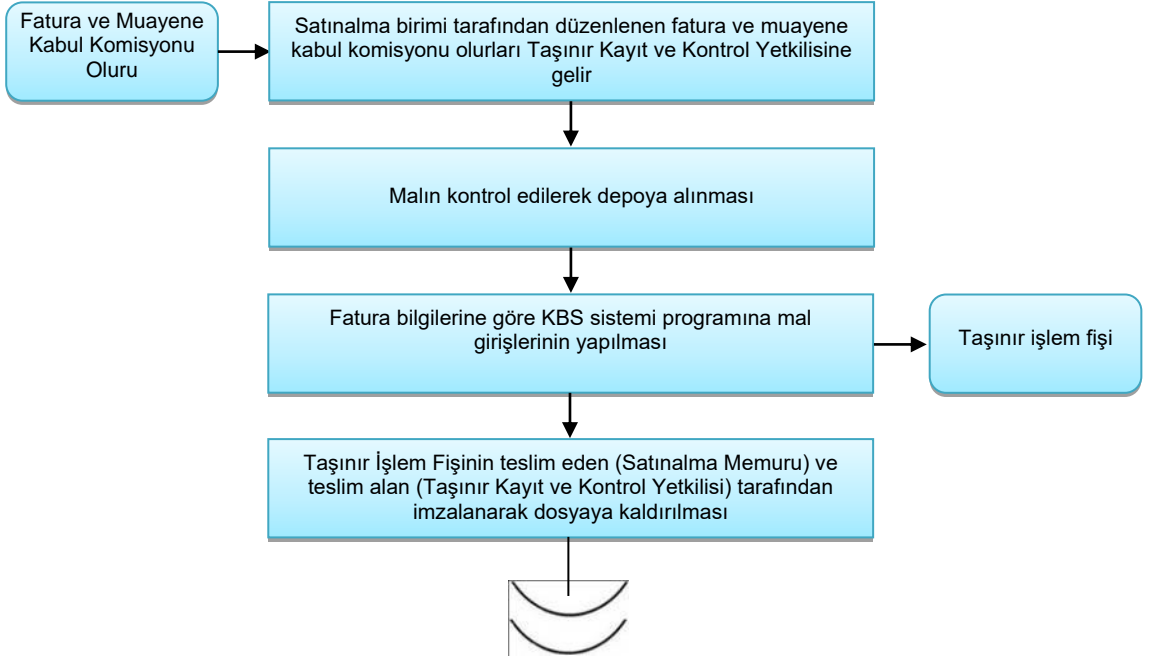 Fatura ve Muayene
Kabul Komisyonu
Oluru
Satınalma birimi tarafından düzenlenen fatura ve muayene
kabul komisyonu olurları Taşınır Kayıt ve Kontrol Yetkilisine
gelir
Malın kontrol edilerek depoya alınması
Fatura bilgilerine göre KBS sistemi programına mal
girişlerinin yapılması
Taşınır işlem fişi
Taşınır İşlem Fişinin teslim eden (Satınalma Memuru) ve
teslim alan (Taşınır Kayıt ve Kontrol Yetkilisi) tarafından
imzalanarak dosyaya kaldırılması